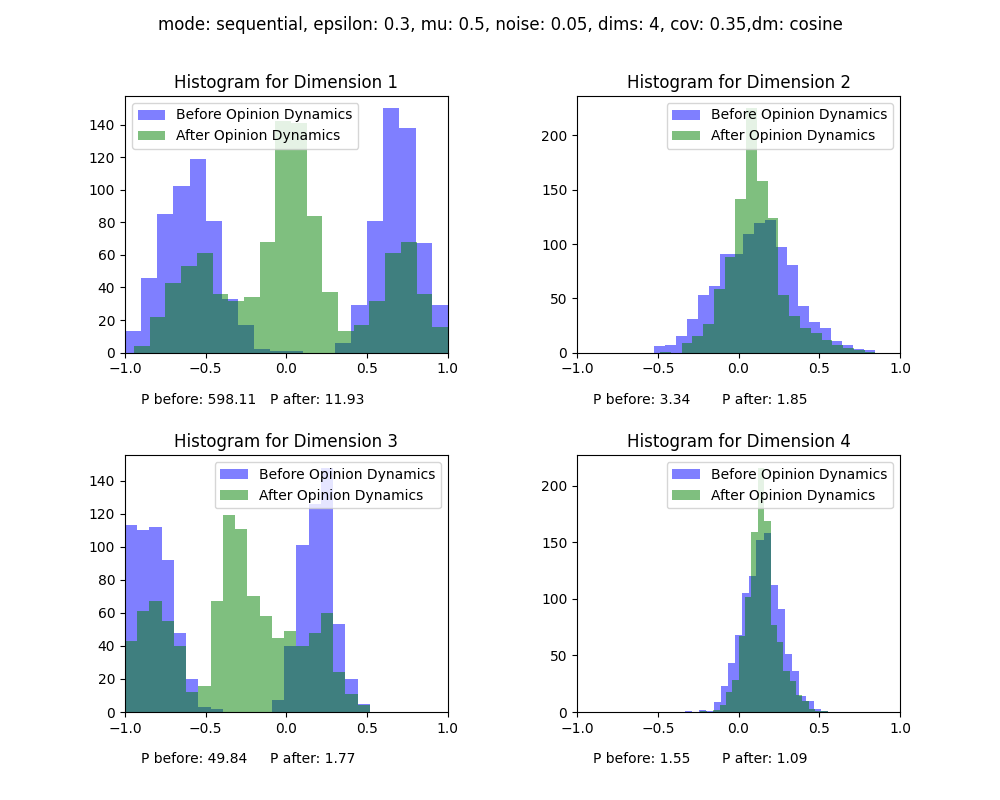 mode: sequential, epsilon: 0.3, mu: 0.5, noise: 0.05, dims: 4, cov: 0.35,dm: cosine
Histogram for Dimension 1
Before Opinion Dynamics
After Opinion Dynamics
140
120
100
80
60
40
20
0
−1.0 −0.5 0.0 0.5 1.0
P before: 598.11 P after: 11.93
Histogram for Dimension 2
Before Opinion Dynamics
After Opinion Dynamics
200
150
100
50
0
−1.0 −0.5 0.0 0.5 1.0
P before: 3.34 P after: 1.85
Histogram for Dimension 3
Before Opinion Dynamics
After Opinion Dynamics
140
120
100
80
60
40
20
0
−1.0 −0.5 0.0 0.5 1.0
P before: 49.84 P after: 1.77
Histogram for Dimension 4
Before Opinion Dynamics
After Opinion Dynamics
200
150
100
50
0
−1.0 −0.5 0.0 0.5 1.0
P before: 1.55 P after: 1.09